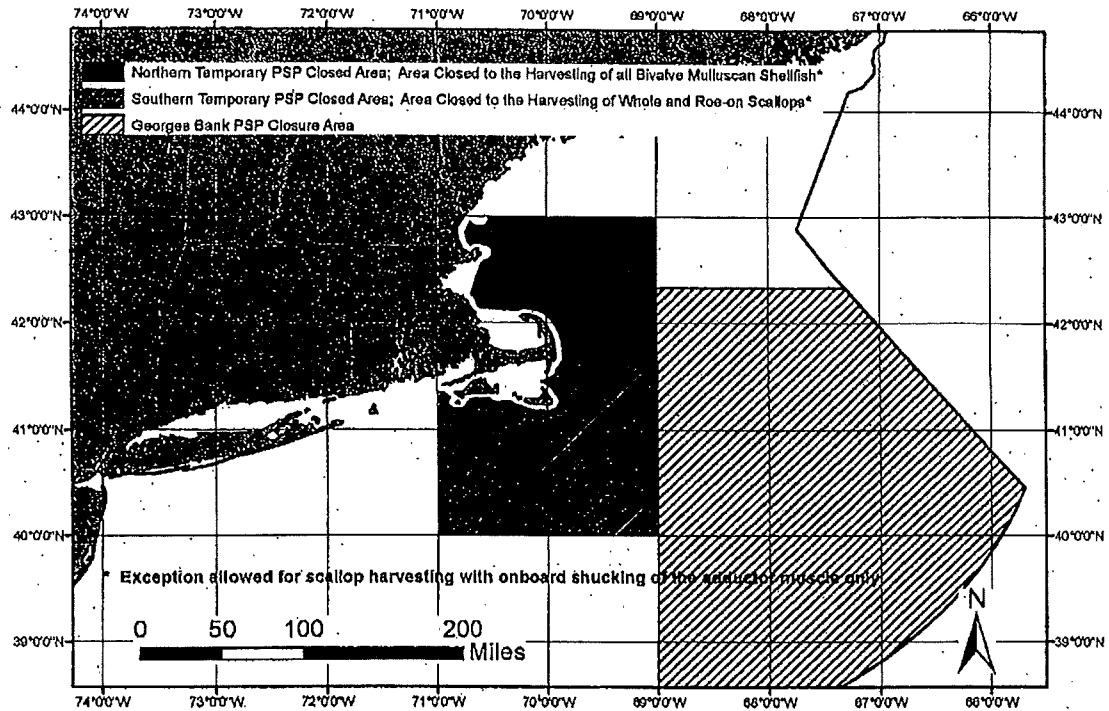 74°0'0"W 73°0'0"W 72°0'0"W 71°0'0"W 70°0'0"W 69°0'0"W 68°0'0"W 67°0'0"W 66°0'0"W
Northern Temporary PSP Closed Area; Area Closed to the Harvesting of all Bivalve Mulluscan Shellfish*
Southern Temporary PSP Closed Area; Area Closed to the Harvesting of Whole and Roe-on Scallops*
Georges Bank PSP Closure Area
44°0'0"N 44°0'0"N
43°0'0"N 43°0'0"N
42°0'0"N 42°0'0"N
41°0'0"N 41°0'0"N
40°0'0"N 40°0'0"N
* Exception allowed for scallop harvesting with onboard shucking of the adductor muscle only
N
0 50 100 200
Miles
39°0'0"N 39°0'0"N
74°0'0"W 73°0'0"W 72°0'0"W 71°0'0"W 70°0'0"W 69°0'0"W 68°0'0"W 67°0'0"W 66°0'0"W